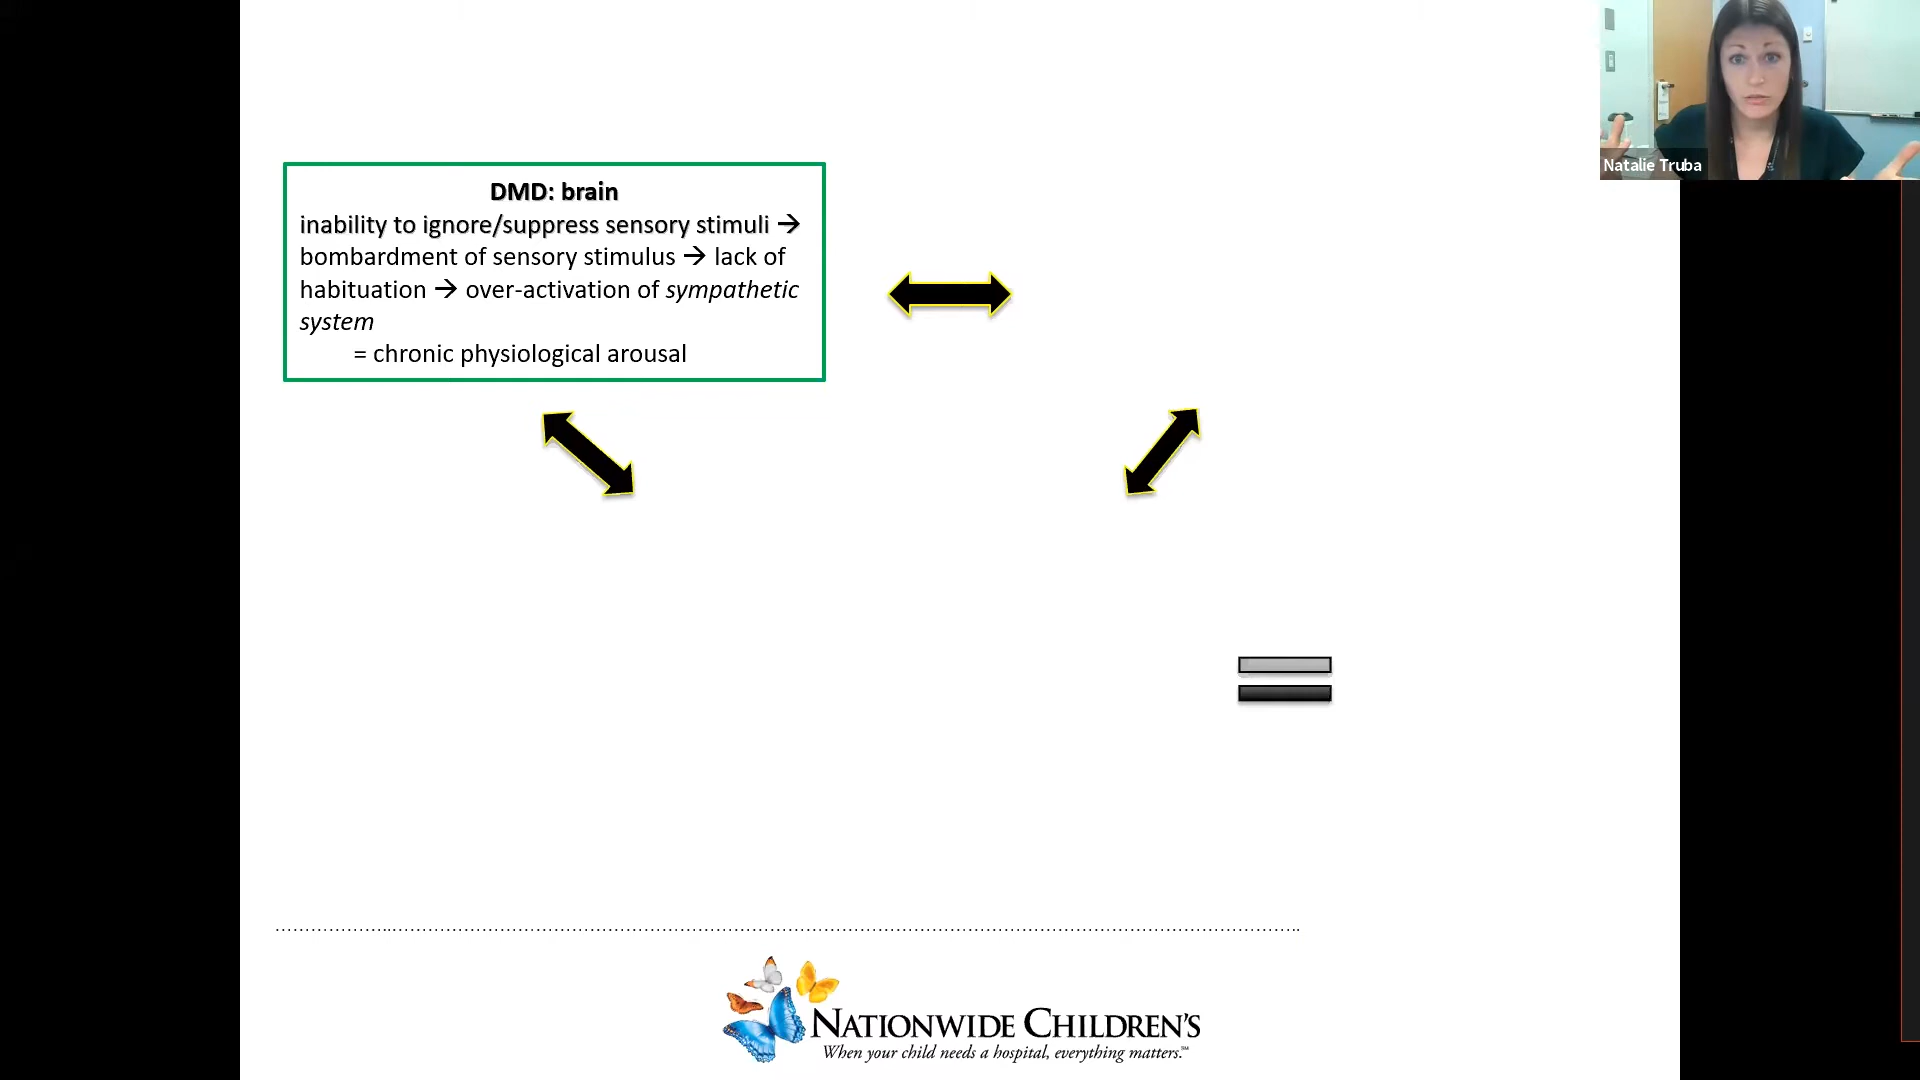 Natalie Truba
DMD: brain
inability to ignore/suppress sensory stimuli →
bombardment of sensory stimulus → lack of
habituation → over-activation of sympathetic
system
= chronic physiological arousal
NATIONWIDE CHILDREN'S
When your child needs a hospital, everything matters.℠